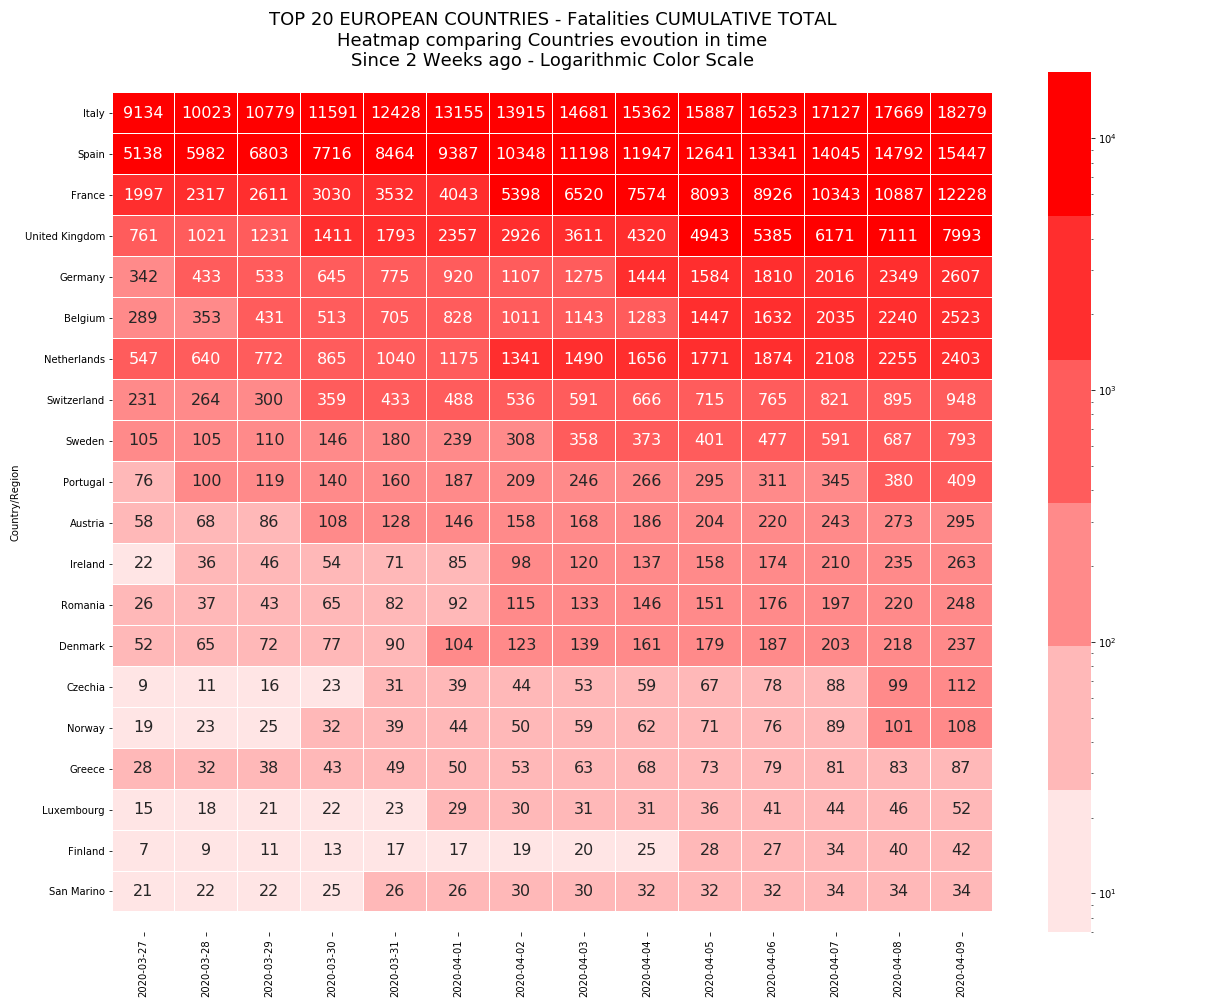 TOP 20 EUROPEAN COUNTRIES - Fatalities CUMULATIVE TOTAL
Heatmap comparing Countries evoution in time
Since 2 Weeks ago - Logarithmic Color Scale
Country/Region
Italy 9134 10023 10779 11591 12428 13155 13915 14681 15362 15887 16523 17127 17669 18279
Spain 5138 5982 6803 7716 8464 9387 10348 11198 11947 12641 13341 14045 14792 15447
France 1997 2317 2611 3030 3532 4043 5398 6520 7574 8093 8926 10343 10887 12228
United Kingdom 761 1021 1231 1411 1793 2357 2926 3611 4320 4943 5385 6171 7111 7993
Germany 342 433 533 645 775 920 1107 1275 1444 1584 1810 2016 2349 2607
Belgium 289 353 431 513 705 828 1011 1143 1283 1447 1632 2035 2240 2523
Netherlands 547 640 772 865 1040 1175 1341 1490 1656 1771 1874 2108 2255 2403
Switzerland 231 264 300 359 433 488 536 591 666 715 765 821 895 948
Sweden 105 105 110 146 180 239 308 358 373 401 477 591 687 793
Portugal 76 100 119 140 160 187 209 246 266 295 311 345 380 409
Austria 58 68 86 108 128 146 158 168 186 204 220 243 273 295
Ireland 22 36 46 54 71 85 98 120 137 158 174 210 235 263
Romania 26 37 43 65 82 92 115 133 146 151 176 197 220 248
Denmark 52 65 72 77 90 104 123 139 161 179 187 203 218 237
Czechia 9 11 16 23 31 39 44 53 59 67 78 88 99 112
Norway 19 23 25 32 39 44 50 59 62 71 76 89 101 108
Greece 28 32 38 43 49 50 53 63 68 73 79 81 83 87
Luxembourg 15 18 21 22 23 29 30 31 31 36 41 44 46 52
Finland 7 9 11 13 17 17 19 20 25 28 27 34 40 42
San Marino 21 22 22 25 26 26 30 30 32 32 32 34 34 34
2020-03-27 2020-03-28 2020-03-29 2020-03-30 2020-03-31 2020-04-01 2020-04-02 2020-04-03 2020-04-04 2020-04-05 2020-04-06 2020-04-07 2020-04-08 2020-04-09
10⁴
10³
10²
10¹